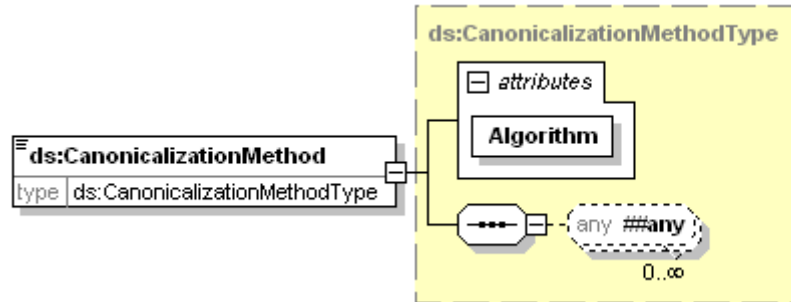 ds:CanonicalizationMethodType
attributes
Algorithm
ds:CanonicalizationMethod
type ds:CanonicalizationMethodType
any ##any
0..∞